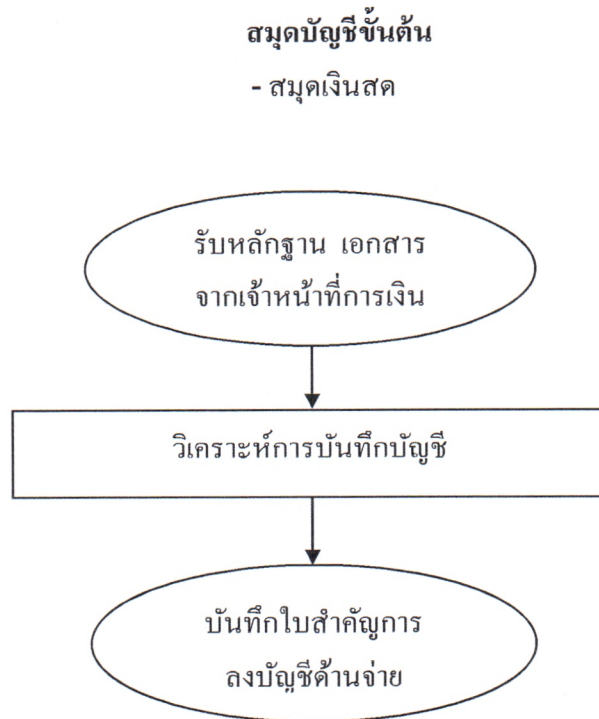 สมุดบัญชีขั้นต้น
- สมุดเงินสด
รับหลักฐาน เอกสาร
จากเจ้าหน้าที่การเงิน
วิเคราะห์การบันทึกบัญชี
บันทึกใบสำคัญการ
ลงบัญชีด้านจ่าย